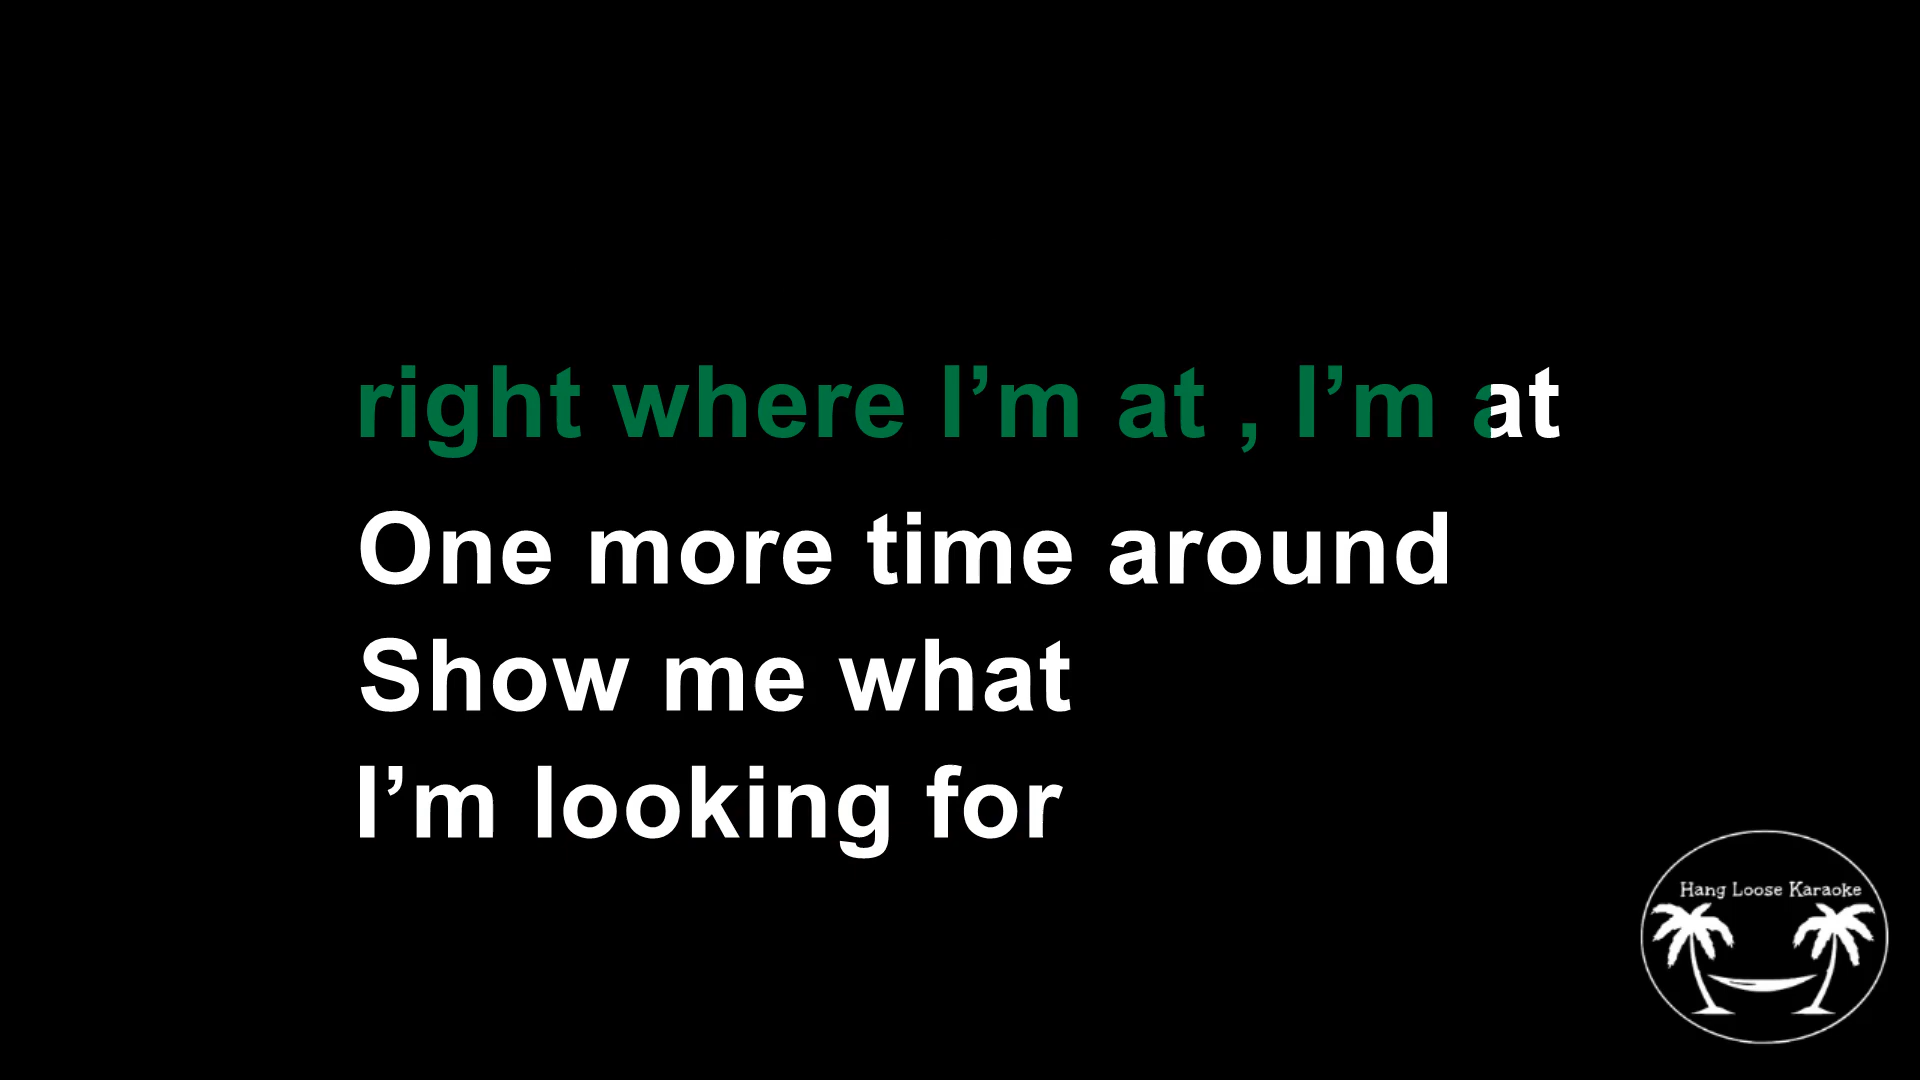 right where I’m at , I’m at
One more time around
Show me what
I’m looking for
Hang Loose Karaoke